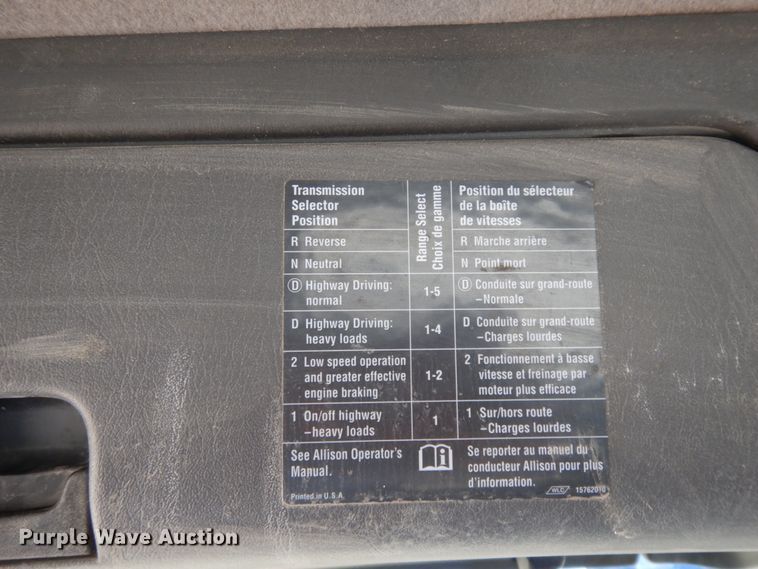 Transmission
Selector
Position
Range Select
Choix de gamme
Position du sélecteur
de la boîte
de vitesses
R Reverse
R Marche arrière
N Neutral
N Point mort
Ⓓ Highway Driving:
normal
1-5
Ⓓ Conduite sur grand-route
–Normale
D Highway Driving:
heavy loads
1-4
D Conduite sur grand-route
–Charges lourdes
2 Low speed operation
and greater effective
engine braking
1-2
2 Fonctionnement à basse
vitesse et freinage par
moteur plus efficace
1 On/off highway
–heavy loads
1
1 Sur/hors route
–Charges lourdes
See Allison Operator's
Manual.
Se reporter au manuel du
conducteur Allison pour plus
d'information.
Printed in U.S.A.
WLC 15762010
Purple Wave Auction